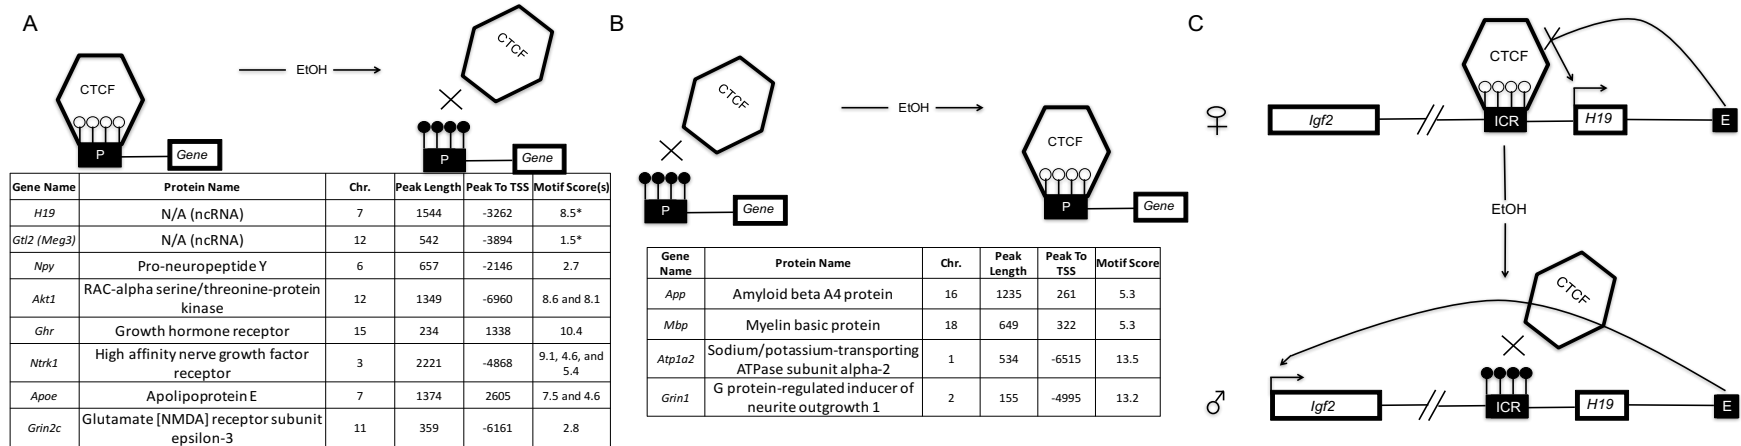 A
CTCF
EtOH
CTCF
P
Gene
P
Gene
Gene Name Protein Name Chr. Peak Length Peak To TSS Motif Score(s)
H19 N/A (ncRNA) 7 1544 -3262 8.5*
Gtl2 (Meg3) N/A (ncRNA) 12 542 -3894 1.5*
Npy Pro-neuropeptide Y 6 657 -2146 2.7
Akt1 RAC-alpha serine/threonine-protein kinase 12 1349 -6960 8.6 and 8.1
Ghr Growth hormone receptor 15 234 1338 10.4
Ntrk1 High affinity nerve growth factor receptor 3 2221 -4868 9.1, 4.6, and 5.4
Apoe Apolipoprotein E 7 1374 2605 7.5 and 4.6
Grin2c Glutamate [NMDA] receptor subunit epsilon-3 11 359 -6161 2.8
B
CTCF
EtOH
CTCF
P
Gene
P
Gene
Gene Name Protein Name Chr. Peak Length Peak To TSS Motif Score
App Amyloid beta A4 protein 16 1235 261 5.3
Mbp Myelin basic protein 18 649 322 5.3
Atp1a2 Sodium/potassium-transporting ATPase subunit alpha-2 1 534 -6515 13.5
Grin1 G protein-regulated inducer of neurite outgrowth 1 2 155 -4995 13.2
C
CTCF
Igf2
ICR
H19
E
EtOH
CTCF
Igf2
ICR
H19
E